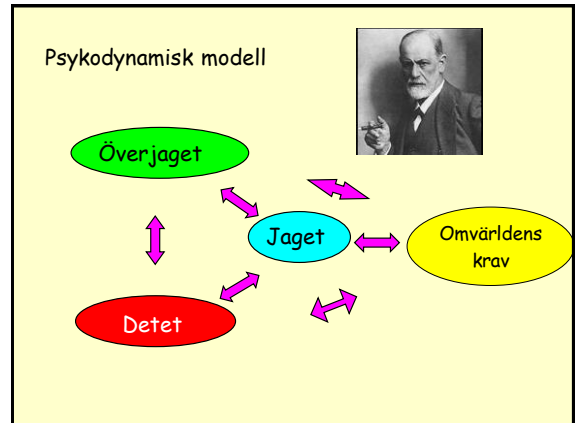 Psykodynamisk modell
Överjaget
Jaget
Omvärldens
krav
Detet